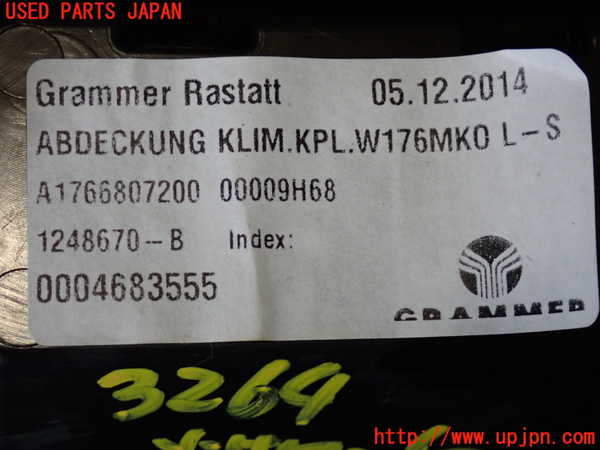 USED PARTS JAPAN
Grammer Rastatt 05.12.2014
ABDECKUNG KLIM.KPL.W176MKO L-S
A1766807200 00009H68
1248670-B Index:
0004683555
GRAMMER
3264
http://www.upjpn.com/